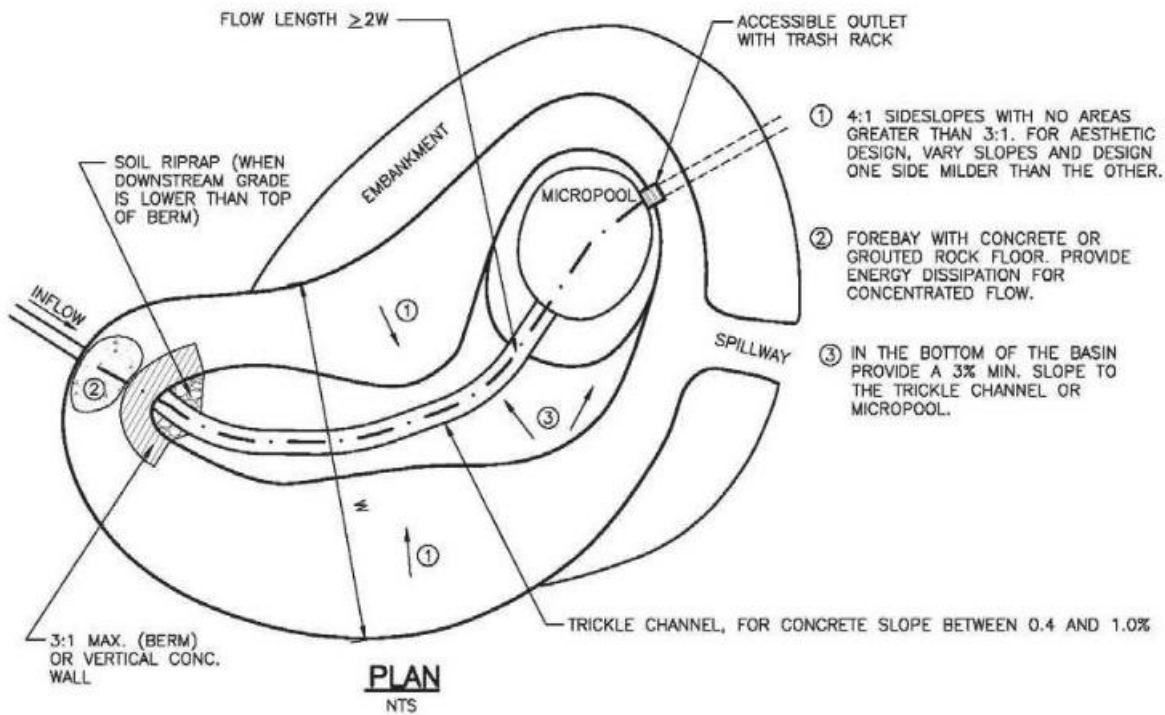 FLOW LENGTH ≥2W
ACCESSIBLE OUTLET
WITH TRASH RACK
① 4:1 SIDESLOPES WITH NO AREAS
GREATER THAN 3:1. FOR AESTHETIC
DESIGN, VARY SLOPES AND DESIGN
ONE SIDE MILDER THAN THE OTHER.
SOIL RIPRAP (WHEN
DOWNSTREAM GRADE
IS LOWER THAN TOP
OF BERM)
EMBANKMENT
MICROPOOL
② FOREBAY WITH CONCRETE OR
GROUTED ROCK FLOOR. PROVIDE
ENERGY DISSIPATION FOR
CONCENTRATED FLOW.
INFLOW
①
②
SPILLWAY
③ IN THE BOTTOM OF THE BASIN
PROVIDE A 3% MIN. SLOPE TO
THE TRICKLE CHANNEL OR
MICROPOOL.
③
W
①
TRICKLE CHANNEL, FOR CONCRETE SLOPE BETWEEN 0.4 AND 1.0%
3:1 MAX. (BERM)
OR VERTICAL CONC.
WALL
PLAN
NTS